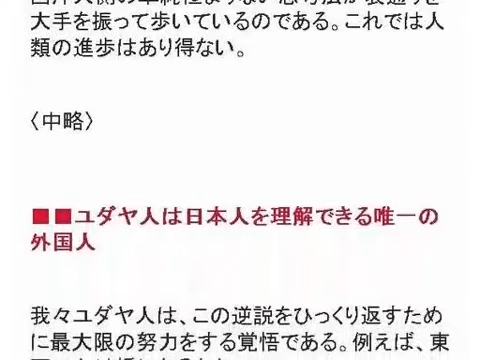 大手を振って歩いているのである。これでは人
類の進歩はあり得ない。
〈中略〉
■■ユダヤ人は日本人を理解できる唯一の
外国人
我々ユダヤ人は、この逆説をひっくり返すため
に最大限の努力をする覚悟である。例えば、東